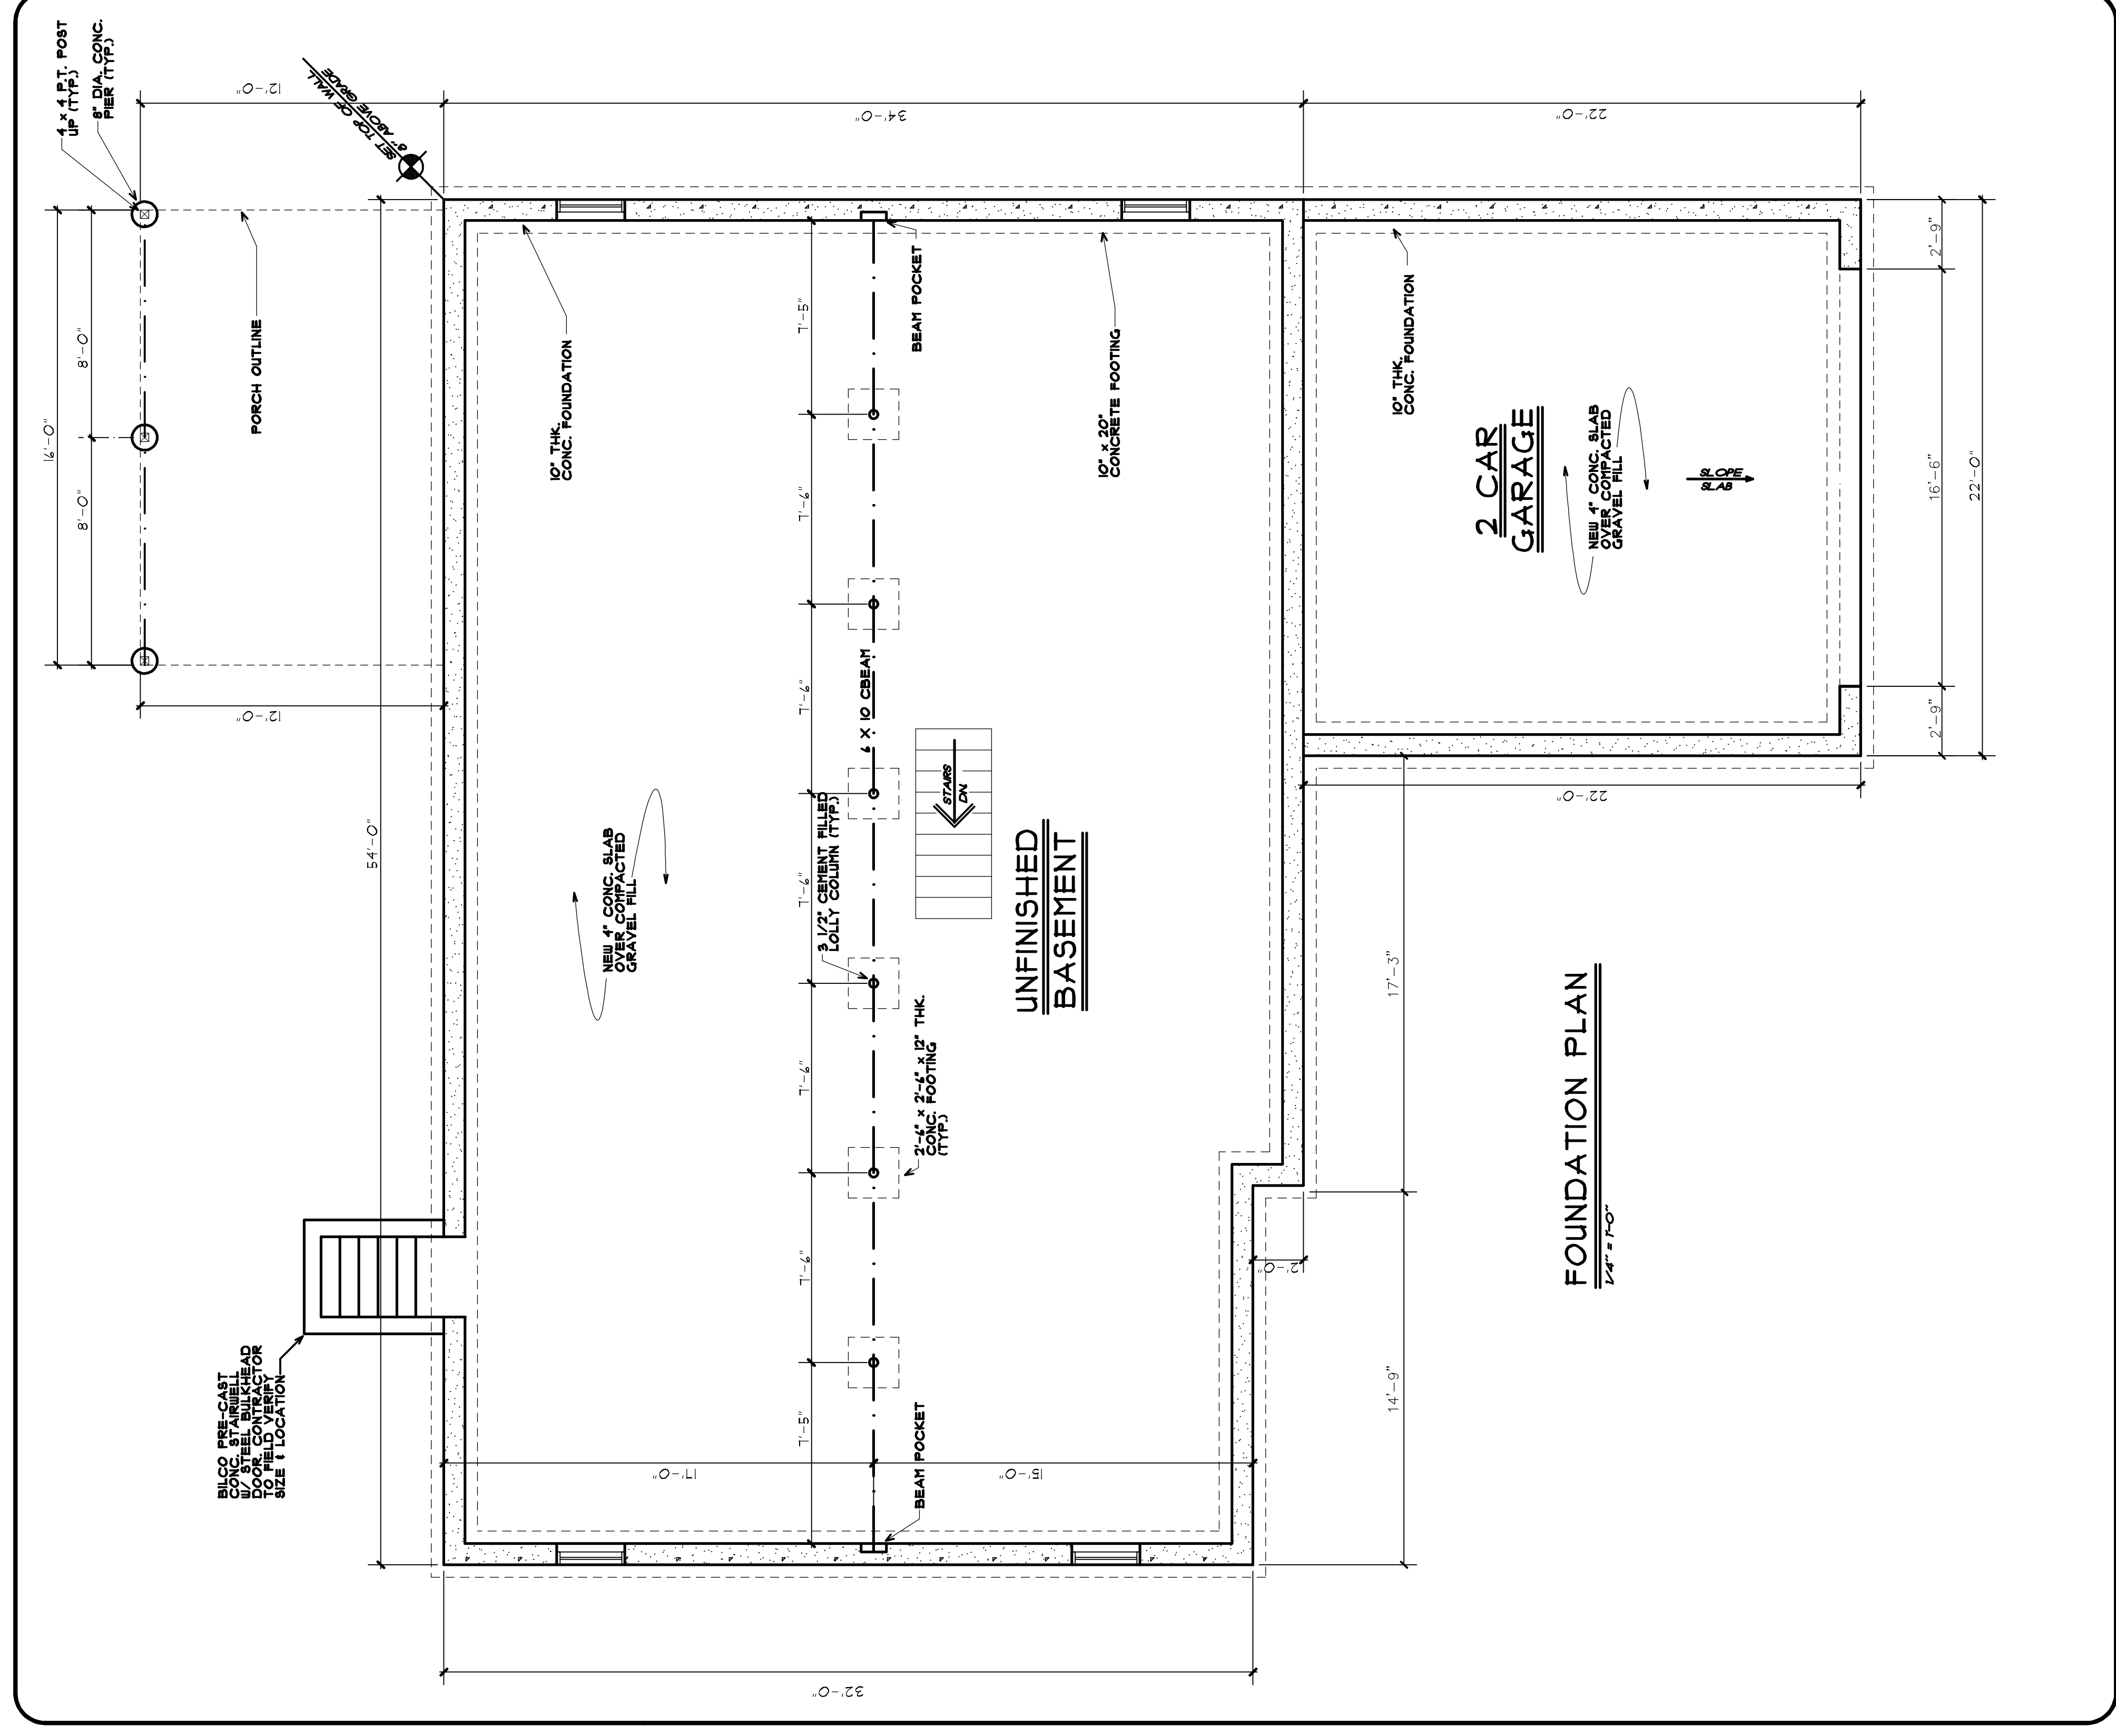 4 x 4 P.T. POST
UP (TYP.)
8" DIA. CONC.
PIER (TYP.)
SET TOP OF WALL
8" ABOVE GRADE
12'-0"
34'-0"
22'-0"
16'-0"
8'-0"
8'-0"
PORCH OUTLINE
12'-0"
54'-0"
BILCO PRE-CAST
CONC. STAIRWELL
W/ STEEL BULKHEAD
DOOR. CONTRACTOR
TO FIELD VERIFY
SIZE & LOCATION
10" THK.
CONC. FOUNDATION
NEW 4" CONC. SLAB
OVER COMPACTED
GRAVEL FILL
7'-5"
7'-6"
7'-6"
7'-6"
7'-6"
7'-6"
7'-5"
BEAM POCKET
6 X 10 CBEAM
3 1/2" CEMENT FILLED
LOLLY COLUMN (TYP.)
2'-6" x 2'-6" x 12" THK.
CONC. FOOTING
(TYP.)
BEAM POCKET
17'-0"
15'-0"
STAIRS
DN.
UNFINISHED
BASEMENT
10" x 20"
CONCRETE FOOTING
10" THK.
CONC. FOUNDATION
2 CAR
GARAGE
NEW 4" CONC. SLAB
OVER COMPACTED
GRAVEL FILL
SLOPE
SLAB
2'-9"
16'-6"
2'-9"
22'-0"
22'-0"
17'-3"
14'-9"
2'-0"
32'-0"
FOUNDATION PLAN
1/4" = 1'-0"